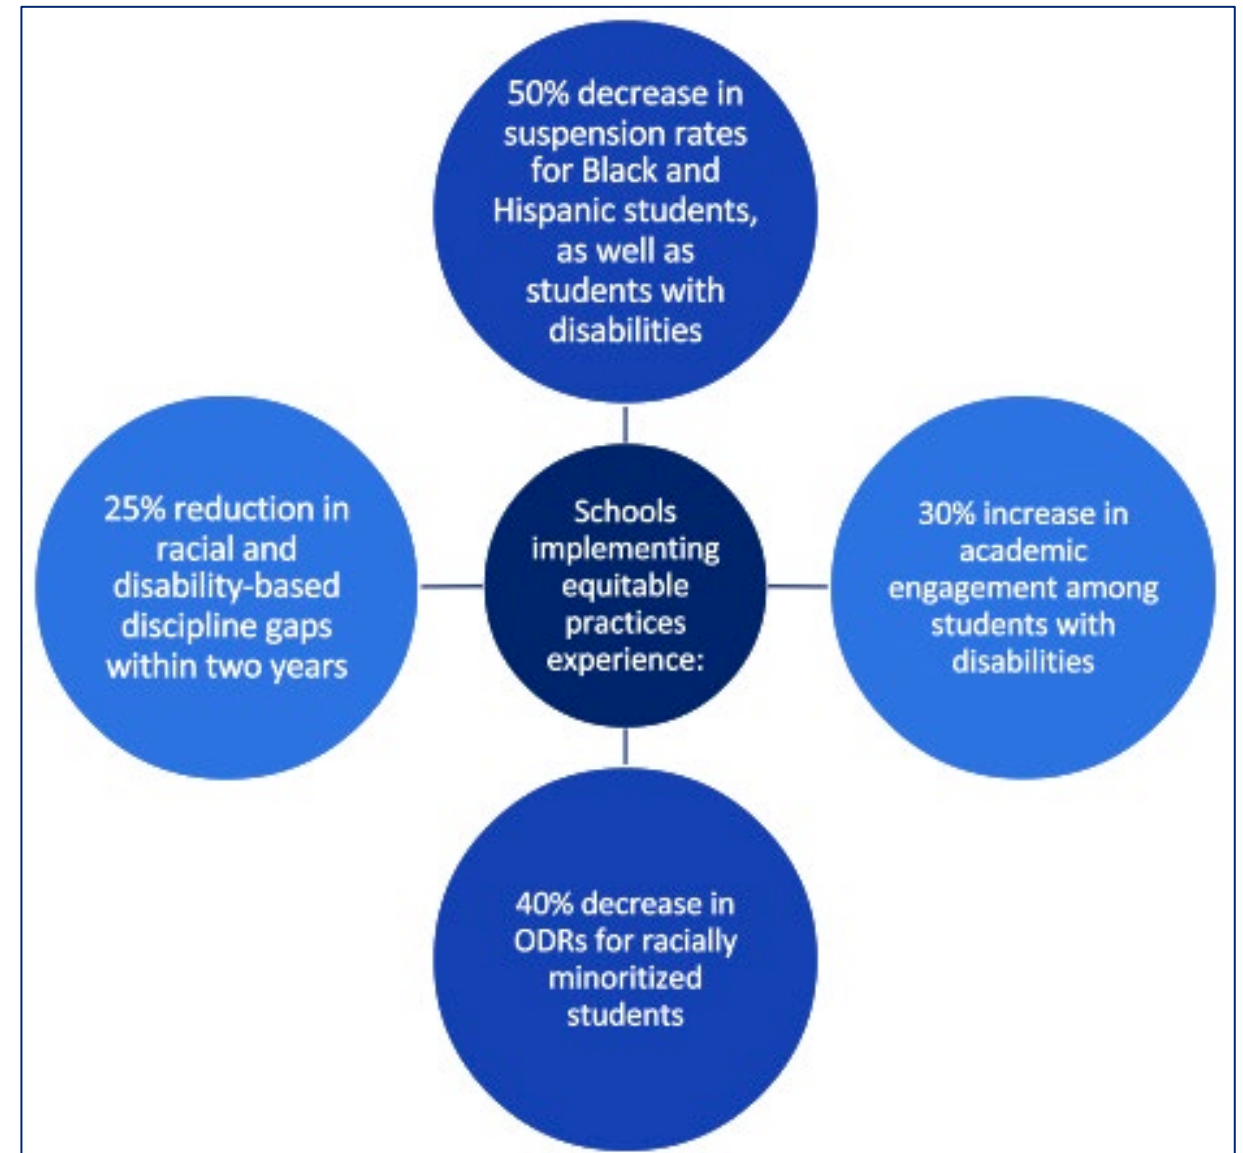 50% decrease in
suspension rates
for Black and
Hispanic students,
as well as
students with
disabilities
25% reduction in
racial and
disability-based
discipline gaps
within two years
Schools
implementing
equitable
practices
experience:
30% increase in
academic
engagement among
students with
disabilities
40% decrease in
ODRs for racially
minoritized
students